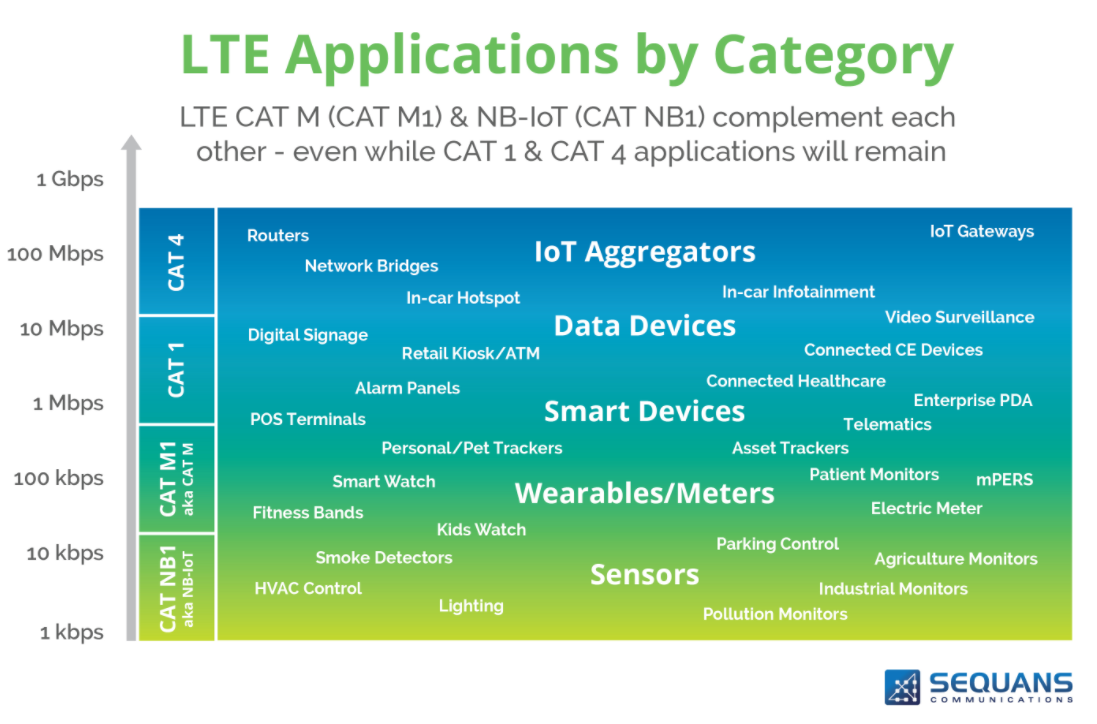 LTE Applications by Category
LTE CAT M (CAT M1) & NB-IoT (CAT NB1) complement each
other - even while CAT 1 & CAT 4 applications will remain
1 Gbps
100 Mbps
10 Mbps
1 Mbps
100 kbps
10 kbps
1 kbps
CAT 4
CAT 1
CAT M1
aka CAT M
CAT NB1
aka NB-IoT
Routers
IoT Gateways
IoT Aggregators
Network Bridges
In-car Hotspot
In-car Infotainment
Video Surveillance
Data Devices
Digital Signage
Retail Kiosk/ATM
Connected CE Devices
Alarm Panels
Connected Healthcare
Enterprise PDA
Smart Devices
POS Terminals
Telematics
Personal/Pet Trackers
Asset Trackers
Smart Watch
Patient Monitors
mPERS
Wearables/Meters
Fitness Bands
Electric Meter
Kids Watch
Parking Control
Smoke Detectors
Agriculture Monitors
Sensors
HVAC Control
Industrial Monitors
Lighting
Pollution Monitors
SEQUANS
COMMUNICATIONS